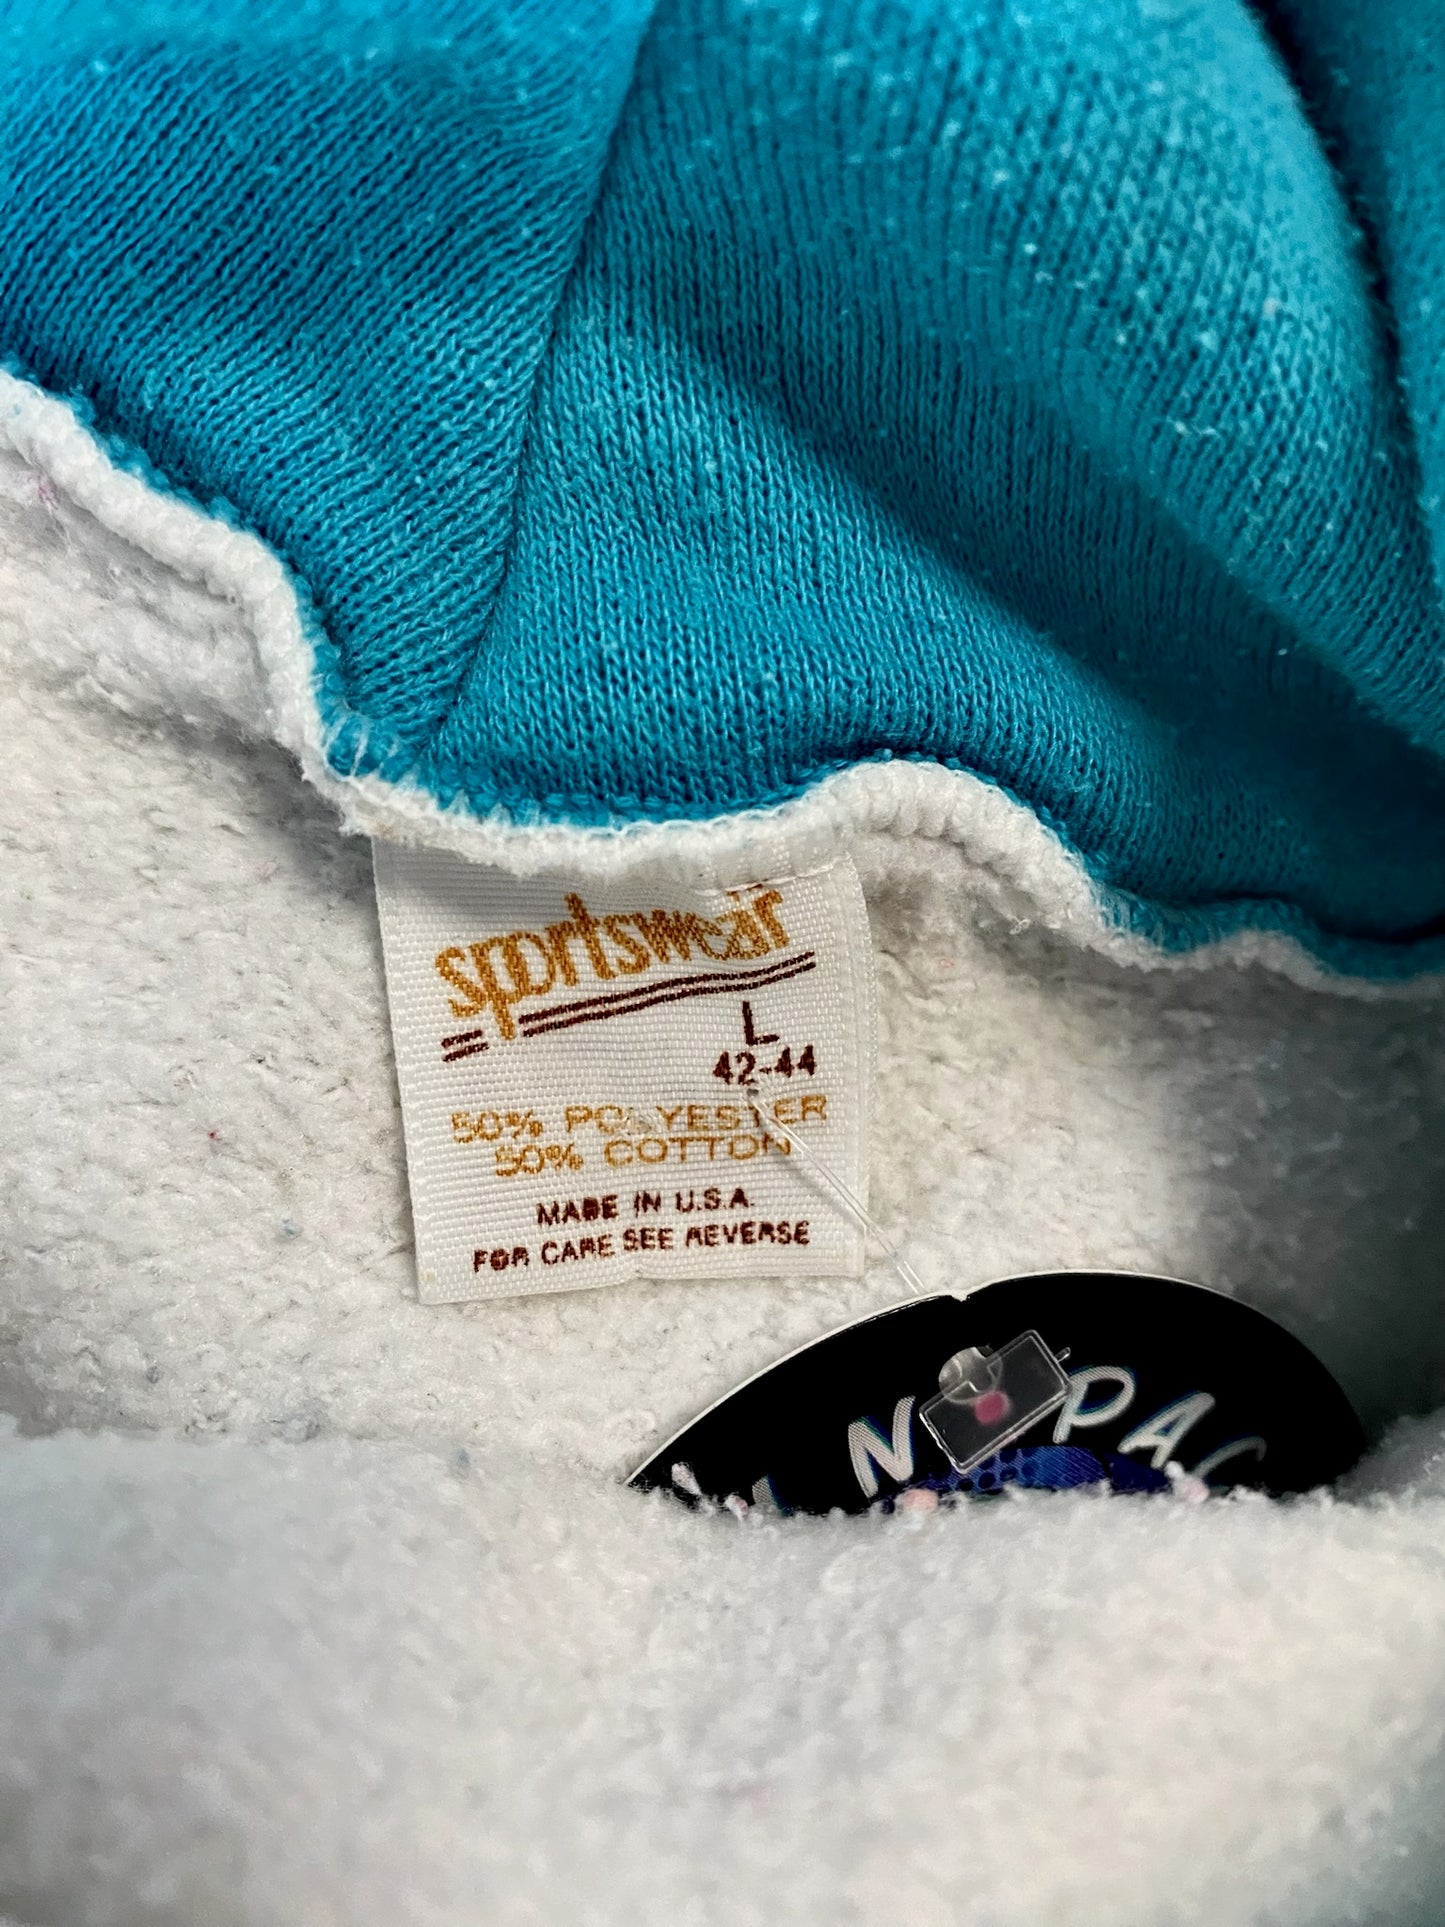 sportswear
L
42-44
50% POLYESTER
50% COTTON
MADE IN U.S.A.
FOR CARE SEE REVERSE